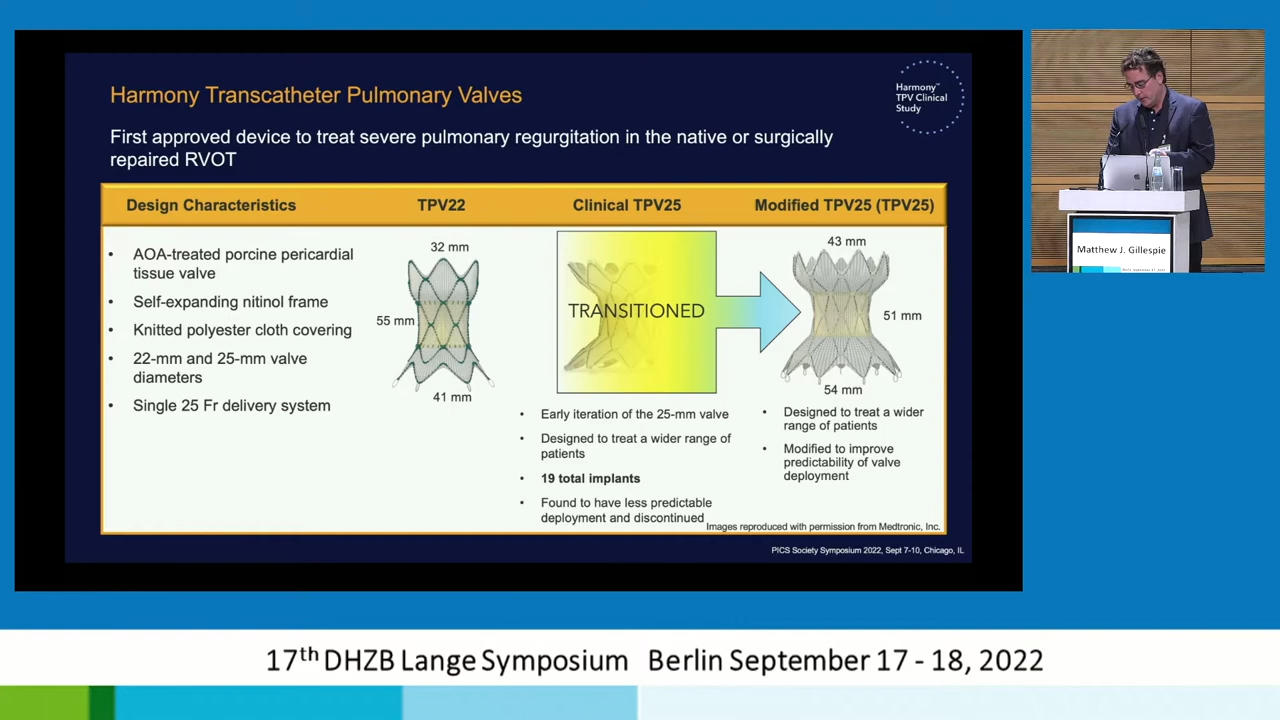 Harmony Transcatheter Pulmonary Valves
Harmony™
TPV Clinical
Study
First approved device to treat severe pulmonary regurgitation in the native or surgically
repaired RVOT
Design Characteristics
TPV22
Clinical TPV25
Modified TPV25 (TPV25)
• AOA-treated porcine pericardial
tissue valve
• Self-expanding nitinol frame
• Knitted polyester cloth covering
• 22-mm and 25-mm valve
diameters
• Single 25 Fr delivery system
32 mm
55 mm
41 mm
TRANSITIONED
• Early iteration of the 25-mm valve
• Designed to treat a wider range of
patients
• 19 total implants
• Found to have less predictable
deployment and discontinued
43 mm
51 mm
54 mm
• Designed to treat a wider
range of patients
• Modified to improve
predictability of valve
deployment
Images reproduced with permission from Medtronic, Inc.
PICS Society Symposium 2022, Sept 7-10, Chicago, IL
Matthew J. Gillespie
17th DHZB Lange Symposium Berlin September 17 - 18, 2022